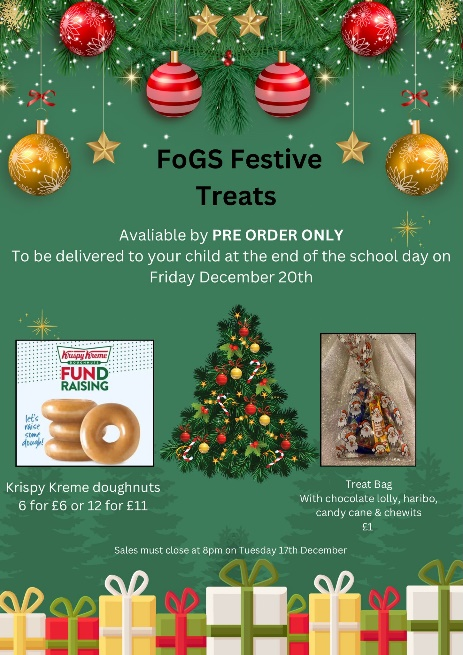 FoGS Festive
Treats
Avaliable by PRE ORDER ONLY
To be delivered to your child at the end of the school day on
Friday December 20th
Krispy Kreme
DOUGHNUTS
FUND
RAISING
let's
raise
some
dough!
Krispy Kreme doughnuts
6 for £6 or 12 for £11
Treat Bag
With chocolate lolly, haribo,
candy cane & chewits
£1
Sales must close at 8pm on Tuesday 17th December